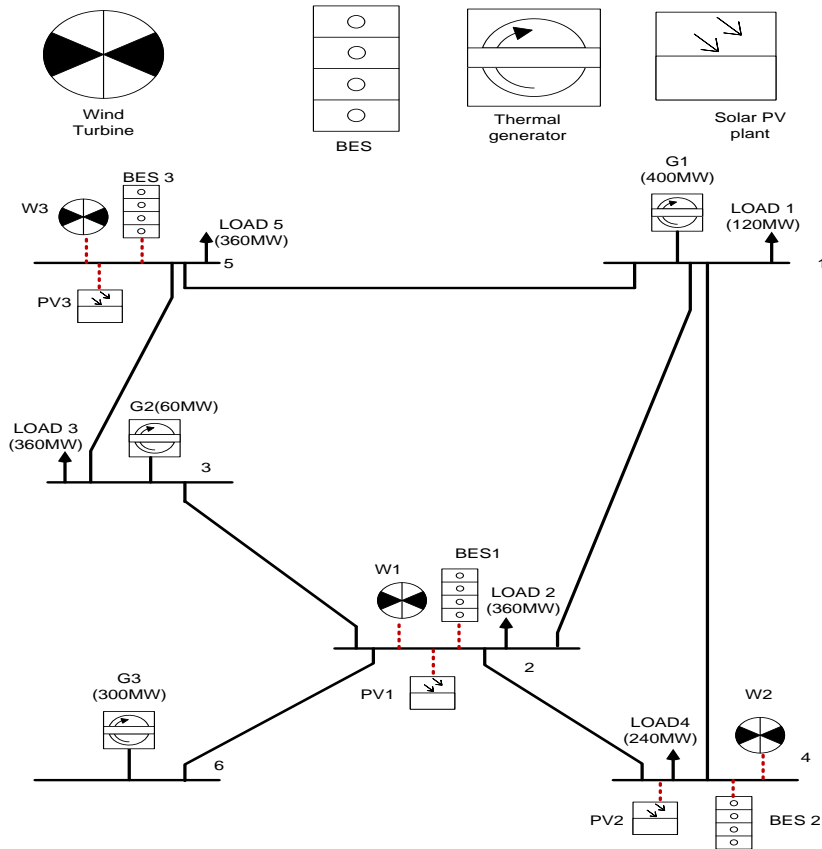 Wind
Turbine
BES
Thermal
generator
Solar PV
plant
G1
(400MW)
BES 3
W3
LOAD 5
(360MW)
LOAD 1
(120MW)
5
1
PV3
G2(60MW)
LOAD 3
(360MW)
3
W1
BES1
LOAD 2
(360MW)
2
PV1
G3
(300MW)
W2
LOAD4
(240MW)
6
4
PV2
BES 2